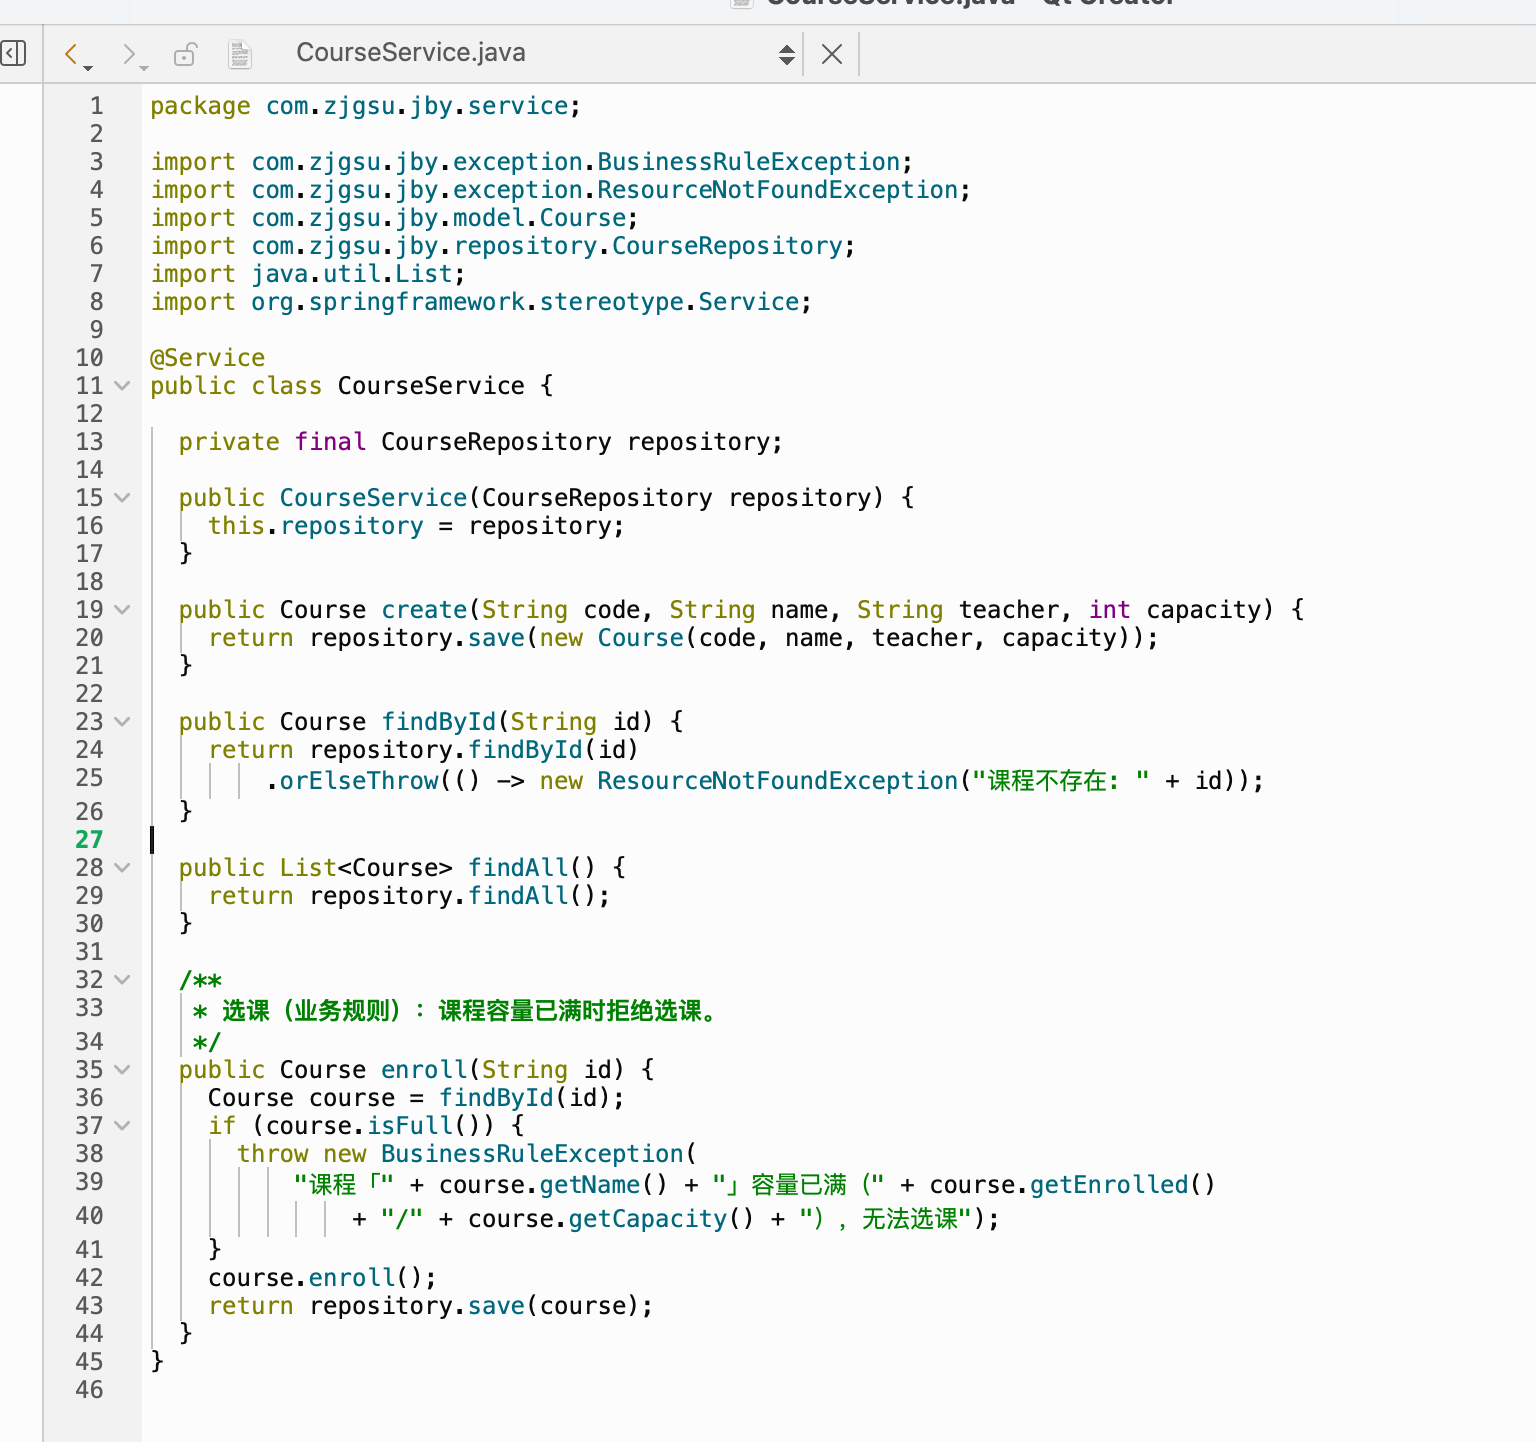 CourseService.java - Qt Creator
CourseService.java
1 package com.zjgsu.jby.service;
2
3 import com.zjgsu.jby.exception.BusinessRuleException;
4 import com.zjgsu.jby.exception.ResourceNotFoundException;
5 import com.zjgsu.jby.model.Course;
6 import com.zjgsu.jby.repository.CourseRepository;
7 import java.util.List;
8 import org.springframework.stereotype.Service;
9
10 @Service
11 public class CourseService {
12
13   private final CourseRepository repository;
14
15   public CourseService(CourseRepository repository) {
16     this.repository = repository;
17   }
18
19   public Course create(String code, String name, String teacher, int capacity) {
20     return repository.save(new Course(code, name, teacher, capacity));
21   }
22
23   public Course findById(String id) {
24     return repository.findById(id)
25         .orElseThrow(() -> new ResourceNotFoundException("课程不存在: " + id));
26   }
27
28   public List<Course> findAll() {
29     return repository.findAll();
30   }
31
32   /**
33    * 选课（业务规则）：课程容量已满时拒绝选课。
34    */
35   public Course enroll(String id) {
36     Course course = findById(id);
37     if (course.isFull()) {
38       throw new BusinessRuleException(
39           "课程「" + course.getName() + "」容量已满（" + course.getEnrolled()
40               + "/" + course.getCapacity() + "），无法选课");
41     }
42     course.enroll();
43     return repository.save(course);
44   }
45 }
46